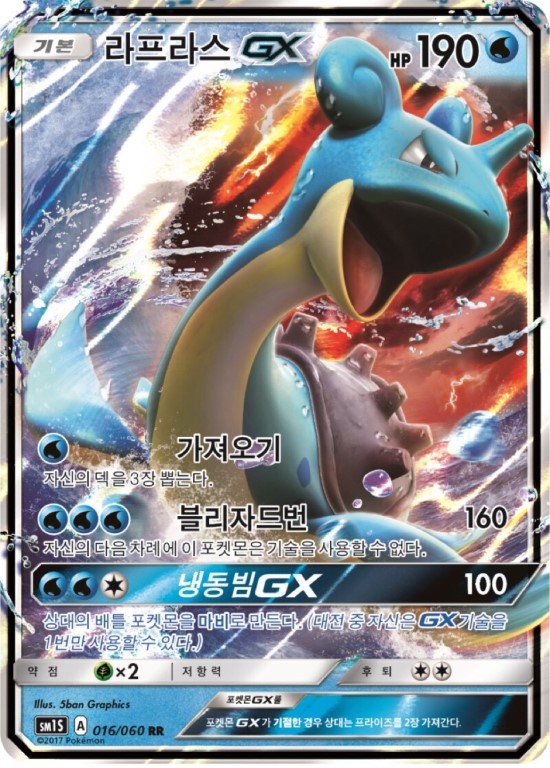 기본 라프라스 GX HP 190
가져오기
자신의 덱을 3장 뽑는다.
블리자드번 160
자신의 다음 차례에 이 포켓몬은 기술을 사용할 수 없다.
냉동빔GX 100
상대의 배틀 포켓몬을 마비로 만든다. (대전 중 자신은 GX기술을
1번만 사용할 수 있다.)
약점 ×2 저항력 후퇴
Illus. 5ban Graphics
포켓몬GX룰
SM1S A 016/060 RR
포켓몬GX가 기절한 경우 상대는 프라이즈를 2장 가져간다.
©2017 Pokémon